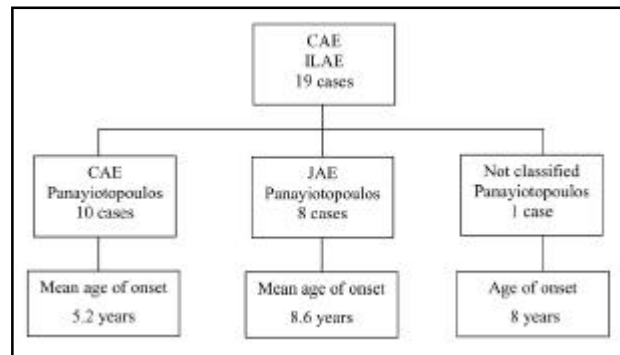 CAE
ILAE
19 cases
CAE
Panayiotopoulos
10 cases
JAE
Panayiotopoulos
8 cases
Not classified
Panayiotopoulos
1 case
Mean age of onset
5.2 years
Mean age of onset
8.6 years
Age of onset
8 years